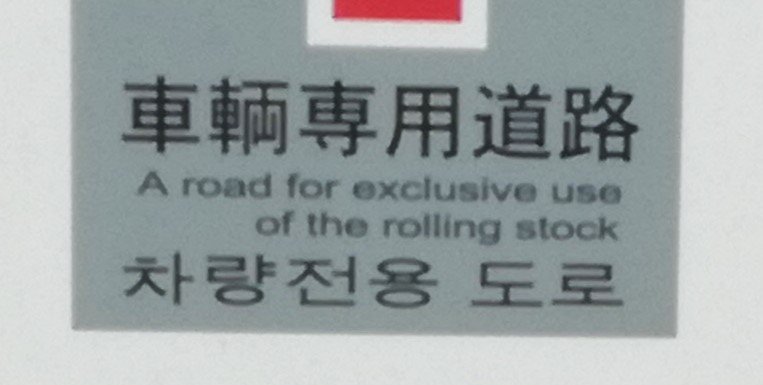 車輌専用道路
A road for exclusive use
of the rolling stock
차량전용 도로